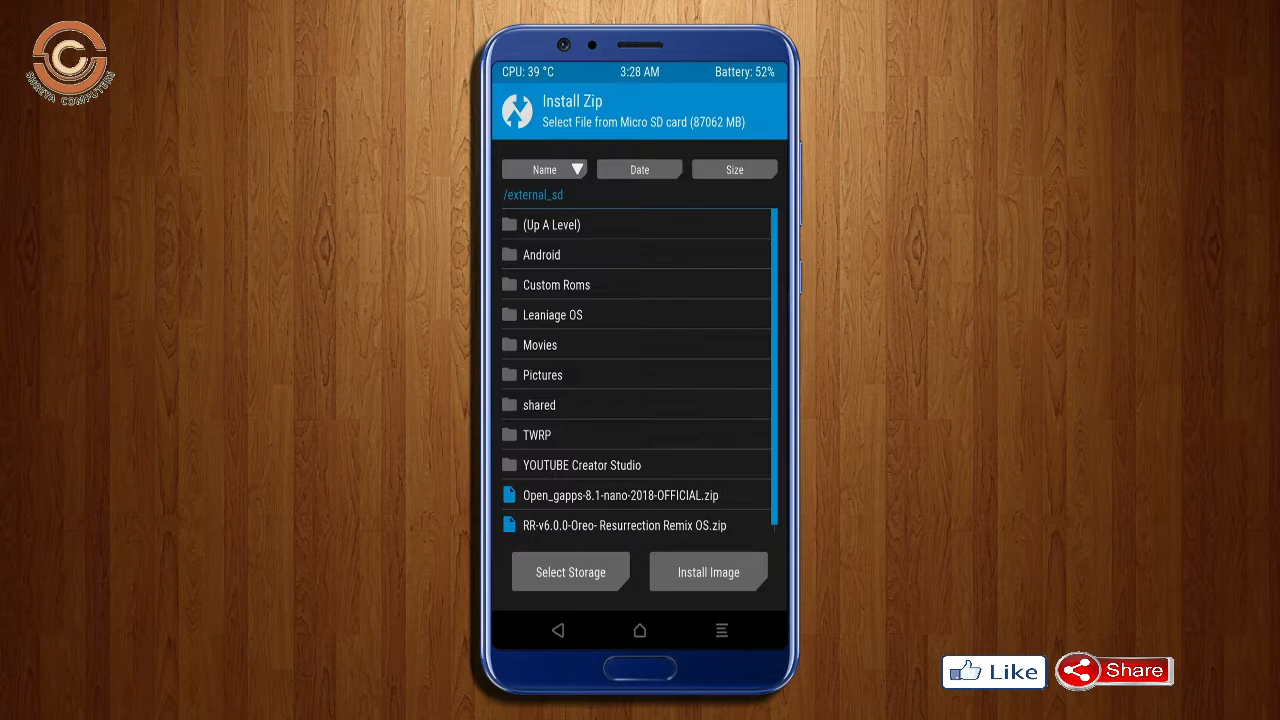 C
SHREYA COMPUTERS
CPU: 39 °C
3:28 AM
Battery: 52%
Install Zip
Select File from Micro SD card (87062 MB)
Name
Date
Size
/external_sd
(Up A Level)
Android
Custom Roms
Leaniage OS
Movies
Pictures
shared
TWRP
YOUTUBE Creator Studio
Open_gapps-8.1-nano-2018-OFFICIAL.zip
RR-v6.0.0-Oreo- Resurrection Remix OS.zip
Select Storage
Install Image
Like
Share